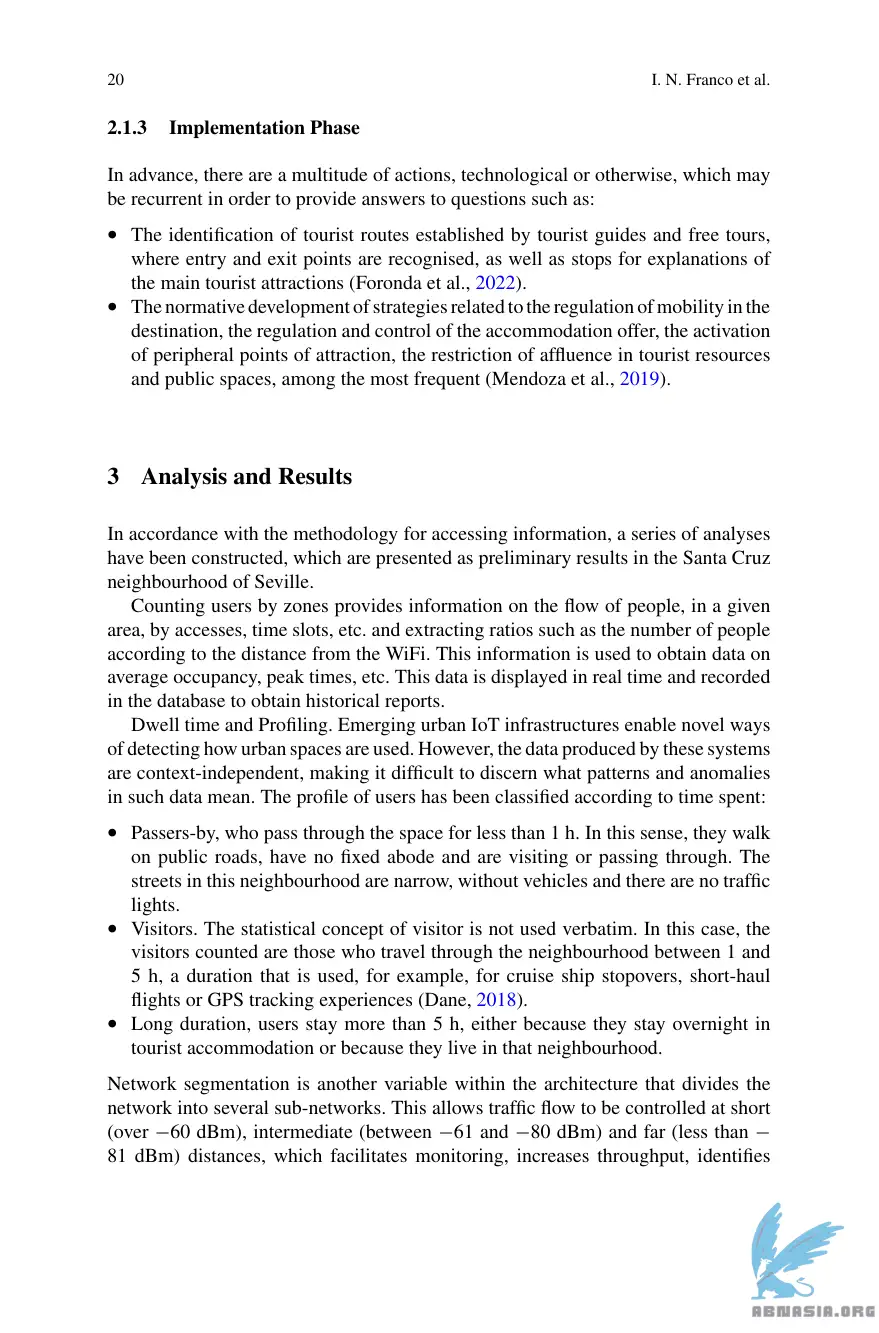 20 I. N. Franco et al.
2.1.3 Implementation Phase
In advance, there are a multitude of actions, technological or otherwise, which may
be recurrent in order to provide answers to questions such as:
• The identification of tourist routes established by tourist guides and free tours,
where entry and exit points are recognised, as well as stops for explanations of
the main tourist attractions (Foronda et al., 2022).
• The normative development of strategies related to the regulation of mobility in the
destination, the regulation and control of the accommodation offer, the activation
of peripheral points of attraction, the restriction of affluence in tourist resources
and public spaces, among the most frequent (Mendoza et al., 2019).
3 Analysis and Results
In accordance with the methodology for accessing information, a series of analyses
have been constructed, which are presented as preliminary results in the Santa Cruz
neighbourhood of Seville.
Counting users by zones provides information on the flow of people, in a given
area, by accesses, time slots, etc. and extracting ratios such as the number of people
according to the distance from the WiFi. This information is used to obtain data on
average occupancy, peak times, etc. This data is displayed in real time and recorded
in the database to obtain historical reports.
Dwell time and Profiling. Emerging urban IoT infrastructures enable novel ways
of detecting how urban spaces are used. However, the data produced by these systems
are context-independent, making it difficult to discern what patterns and anomalies
in such data mean. The profile of users has been classified according to time spent:
• Passers-by, who pass through the space for less than 1 h. In this sense, they walk
on public roads, have no fixed abode and are visiting or passing through. The
streets in this neighbourhood are narrow, without vehicles and there are no traffic
lights.
• Visitors. The statistical concept of visitor is not used verbatim. In this case, the
visitors counted are those who travel through the neighbourhood between 1 and
5 h, a duration that is used, for example, for cruise ship stopovers, short-haul
flights or GPS tracking experiences (Dane, 2018).
• Long duration, users stay more than 5 h, either because they stay overnight in
tourist accommodation or because they live in that neighbourhood.
Network segmentation is another variable within the architecture that divides the
network into several sub-networks. This allows traffic flow to be controlled at short
(over −60 dBm), intermediate (between −61 and −80 dBm) and far (less than −
81 dBm) distances, which facilitates monitoring, increases throughput, identifies
ABNASIA.ORG